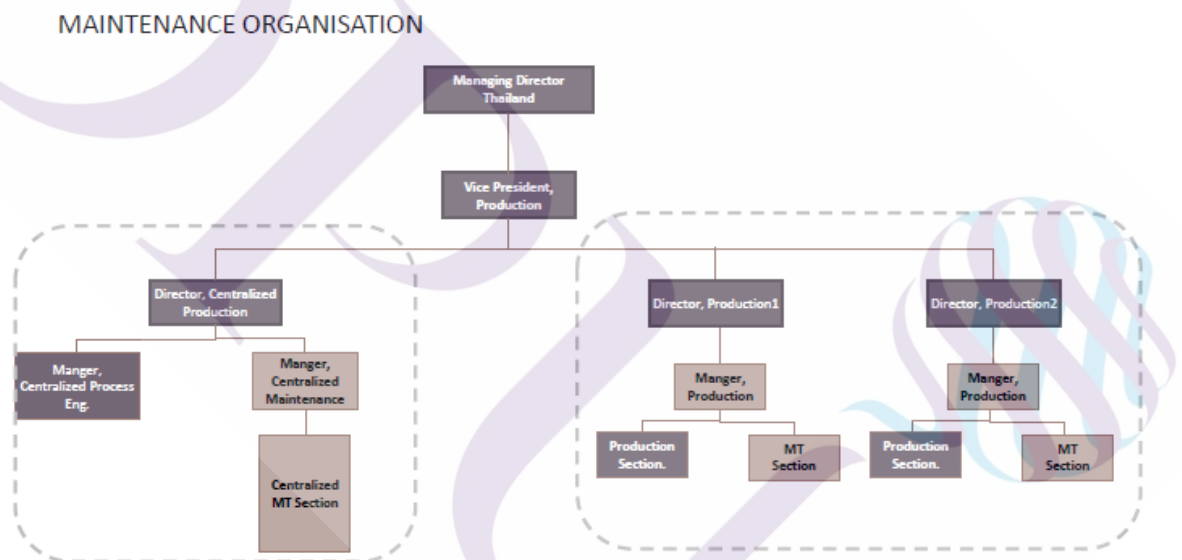 MAINTENANCE ORGANISATION
Managing Director
Thailand
Vice President,
Production
Director, Centralized
Production
Manger,
Centralized Process
Eng.
Manger,
Centralized
Maintenance
Centralized
MT Section
Director, Production1
Manger,
Production
Production
Section.
MT
Section
Director, Production2
Manger,
Production
Production
Section.
MT
Section